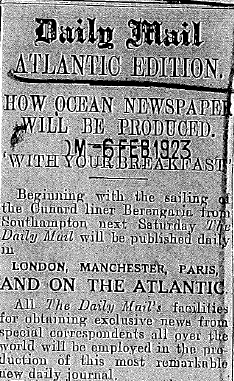 Daily Mail
ATLANTIC EDITION.
HOW OCEAN NEWSPAPER
WILL BE PRODUCED.
M-6 FEB 1923
'WITH YOUR BREAKFAST'
Beginning with the sailing of
the Cunard liner Berengaria from
Southampton next Saturday The
Daily Mail will be published daily
in
LONDON, MANCHESTER, PARIS,
AND ON THE ATLANTIC
All The Daily Mail's facilities
for obtaining exclusive news from
special correspondents all over the
world will be employed in the pro-
duction of this most remarkable
new daily journal.